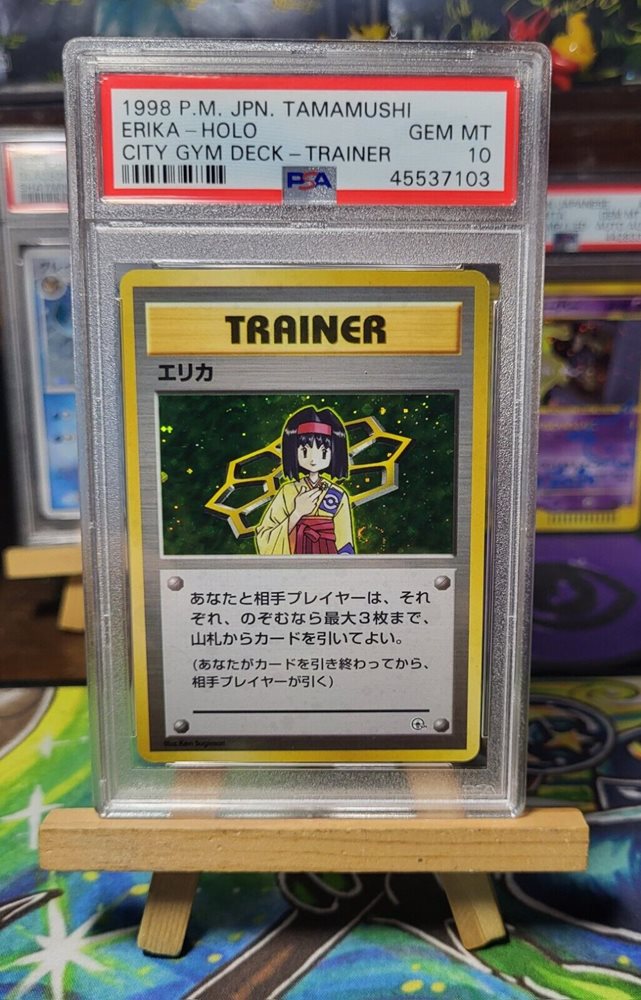 1998 P.M. JPN. TAMAMUSHI
ERIKA - HOLO GEM MT
CITY GYM DECK - TRAINER 10
PSA 45537103
TRAINER
エリカ
あなたと相手プレイヤーは、それ
ぞれ、のぞむなら最大3枚まで、
山札からカードを引いてよい。
(あなたがカードを引き終わってから、
相手プレイヤーが引く)
Illus. Ken Sugimori